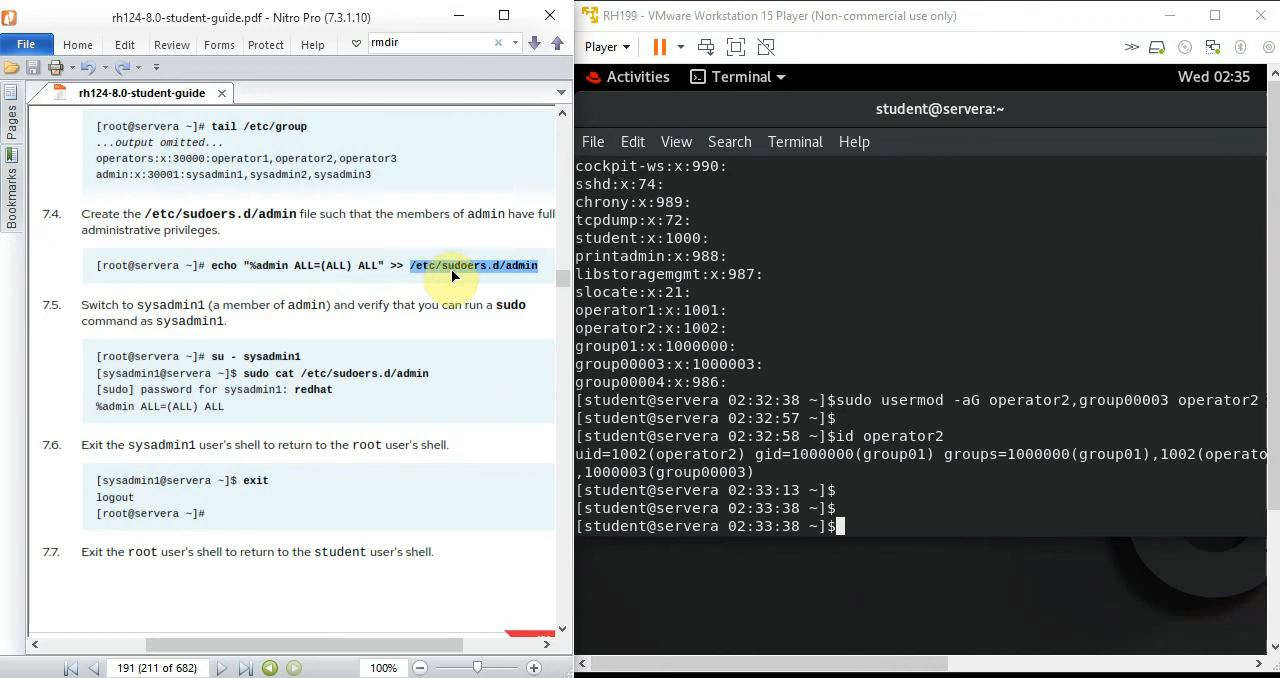 rh124-8.0-student-guide.pdf - Nitro Pro (7.3.1.10)
File Home Edit Review Forms Protect Help rmdir
rh124-8.0-student-guide
Pages
Bookmarks
[root@servera ~]# tail /etc/group
...output omitted...
operators:x:30000:operator1,operator2,operator3
admin:x:30001:sysadmin1,sysadmin2,sysadmin3
7.4. Create the /etc/sudoers.d/admin file such that the members of admin have full
administrative privileges.
[root@servera ~]# echo "%admin ALL=(ALL) ALL" >> /etc/sudoers.d/admin
7.5. Switch to sysadmin1 (a member of admin) and verify that you can run a sudo
command as sysadmin1.
[root@servera ~]# su - sysadmin1
[sysadmin1@servera ~]$ sudo cat /etc/sudoers.d/admin
[sudo] password for sysadmin1: redhat
%admin ALL=(ALL) ALL
7.6. Exit the sysadmin1 user's shell to return to the root user's shell.
[sysadmin1@servera ~]$ exit
logout
[root@servera ~]#
7.7. Exit the root user's shell to return to the student user's shell.
191 (211 of 682)
100%
RH199 - VMware Workstation 15 Player (Non-commercial use only)
Player
Activities Terminal Wed 02:35
student@servera:~
File Edit View Search Terminal Help
cockpit-ws:x:990:
sshd:x:74:
chrony:x:989:
tcpdump:x:72:
student:x:1000:
printadmin:x:988:
libstoragemgmt:x:987:
slocate:x:21:
operator1:x:1001:
operator2:x:1002:
group01:x:1000000:
group00003:x:1000003:
group00004:x:986:
[student@servera 02:32:38 ~]$sudo usermod -aG operator2,group00003 operator2
[student@servera 02:32:57 ~]$
[student@servera 02:32:58 ~]$id operator2
uid=1002(operator2) gid=1000000(group01) groups=1000000(group01),1002(operato
,1000003(group00003)
[student@servera 02:33:13 ~]$
[student@servera 02:33:38 ~]$
[student@servera 02:33:38 ~]$